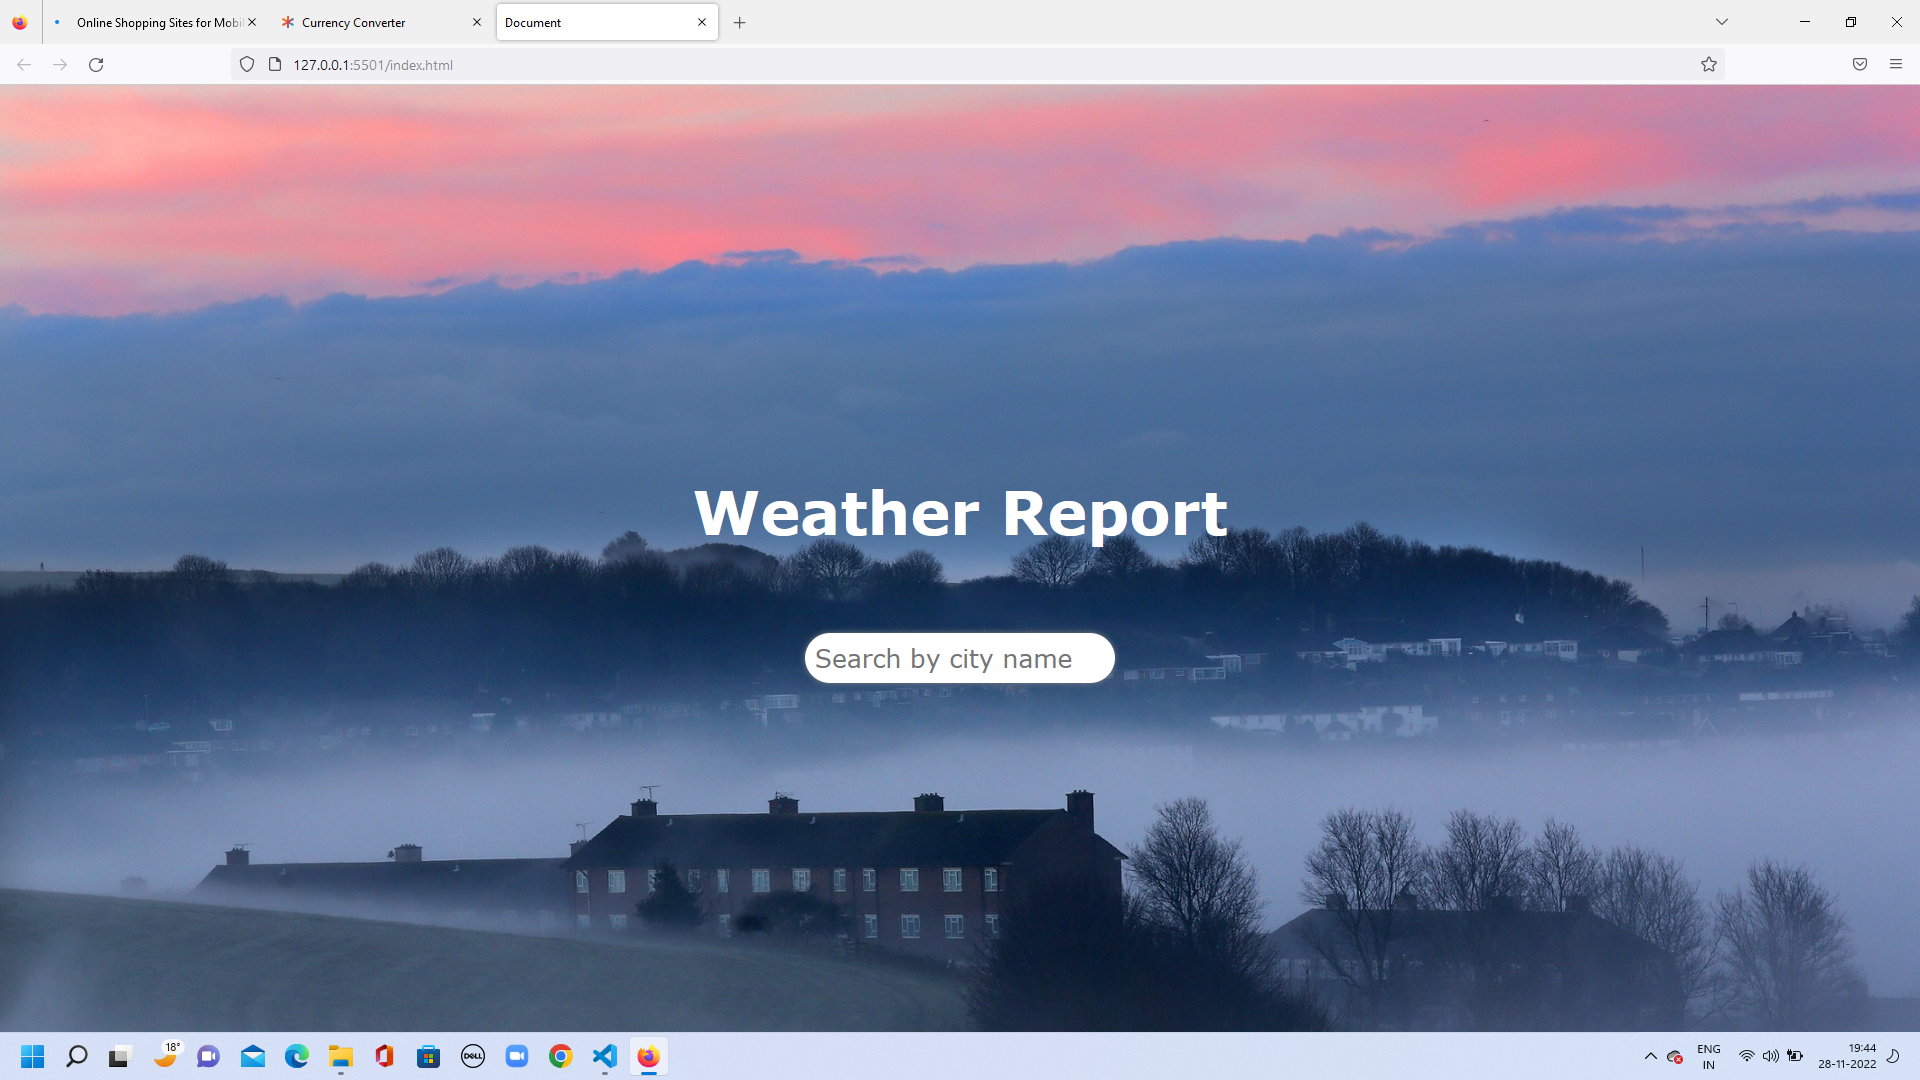 Online Shopping Sites for Mobil
Currency Converter
Document
127.0.0.1:5501/index.html
Weather Report
Search by city name
18°
DELL
ENG
IN
19:44
28-11-2022